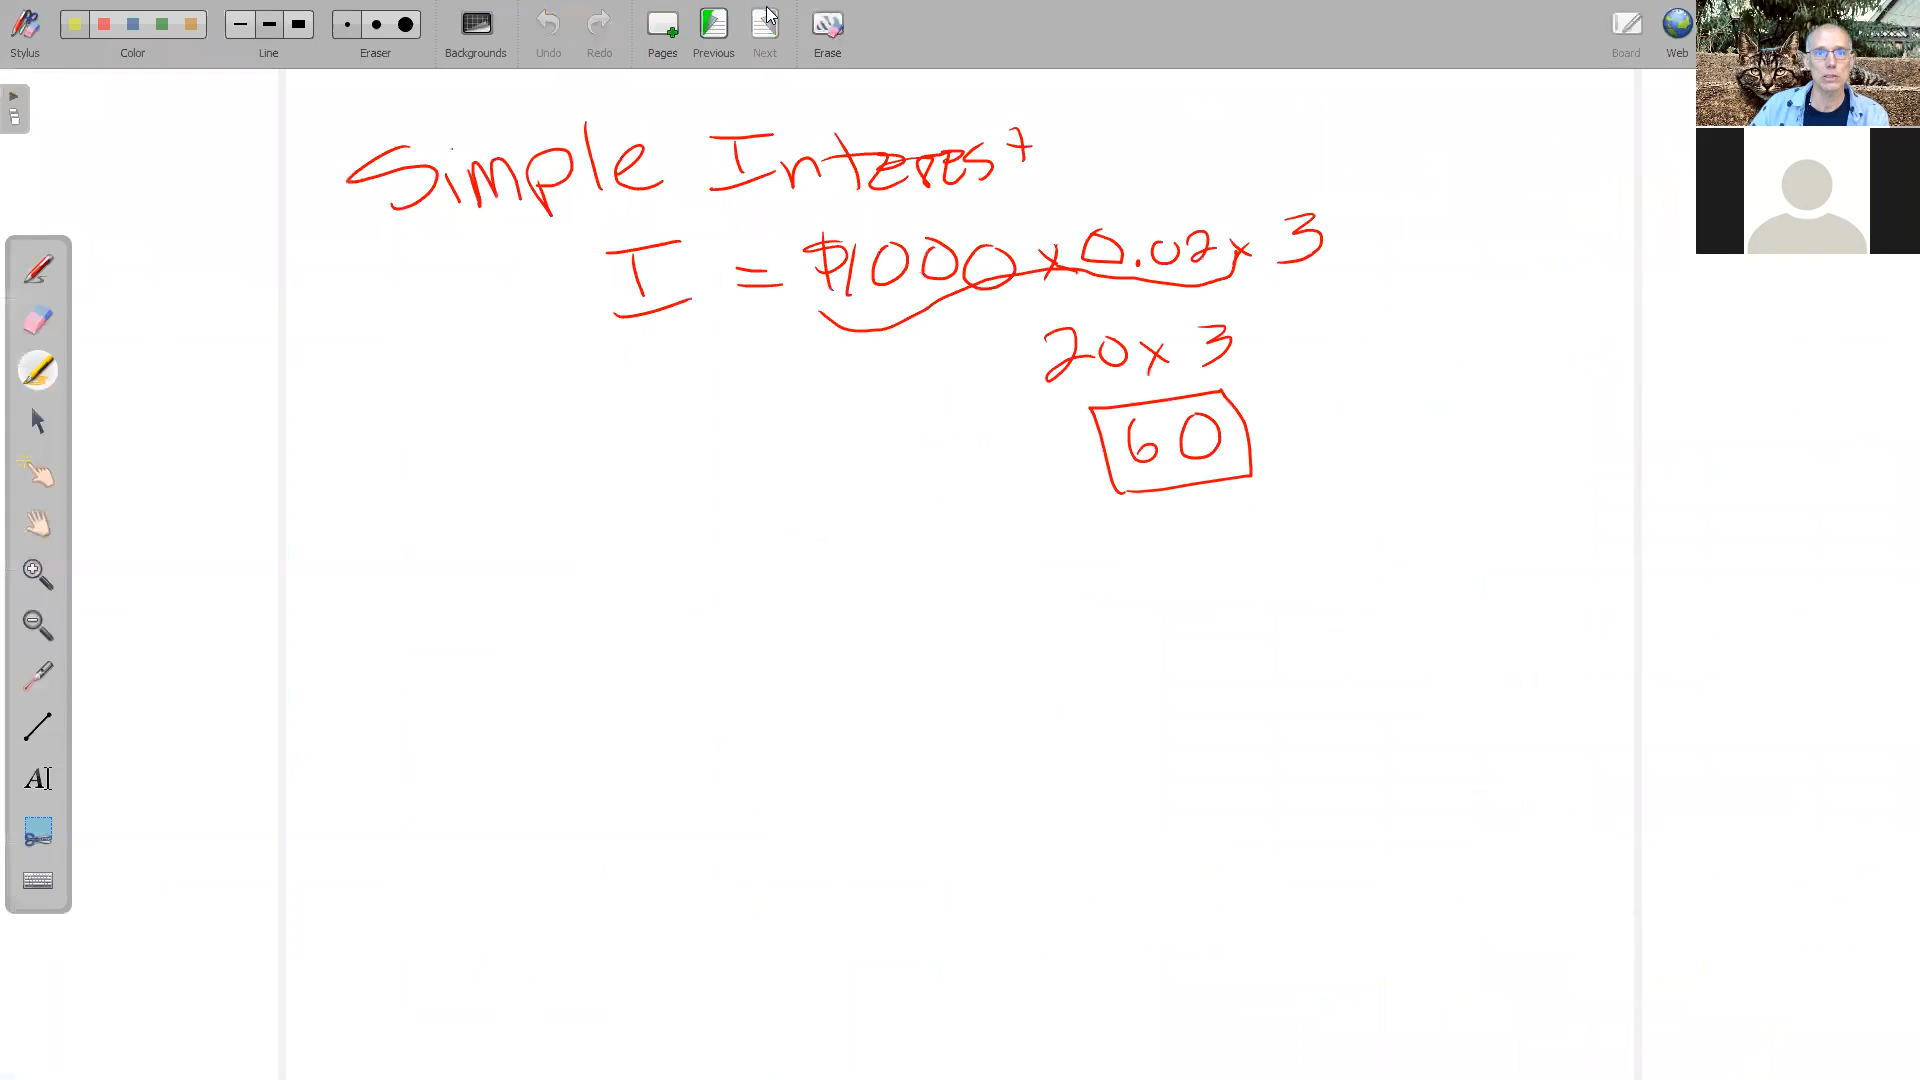 Stylus Color Line Eraser Backgrounds Undo Redo Pages Previous Next Erase Board Web
Simple Interest
I = $1000 x 0.02 x 3
20 x 3
60